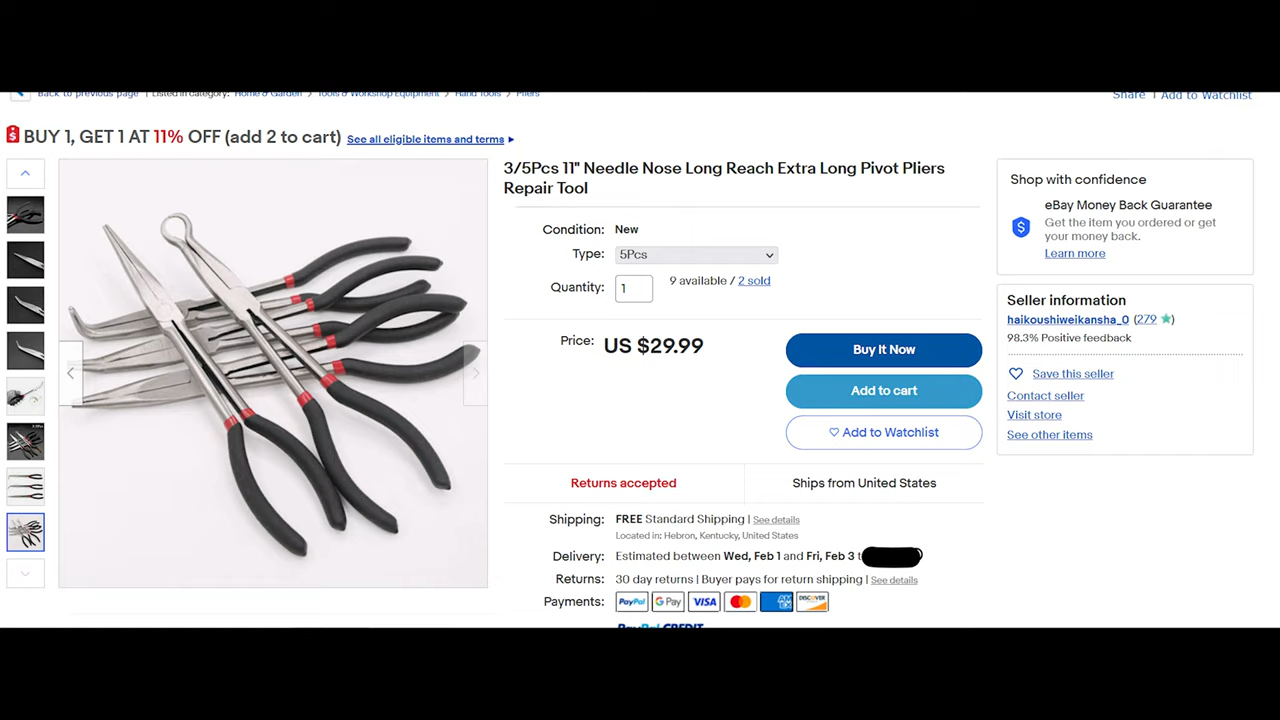 Back to previous page | Listed in category: Home & Garden > Tools & Workshop Equipment > Hand Tools > Pliers
Share | Add to Watchlist
BUY 1, GET 1 AT 11% OFF (add 2 to cart) See all eligible items and terms ▸
3/5Pcs 11" Needle Nose Long Reach Extra Long Pivot Pliers
Repair Tool
Condition: New
Type: 5Pcs
Quantity: 1
9 available / 2 sold
Price: US $29.99
Buy It Now
Add to cart
Add to Watchlist
Returns accepted
Ships from United States
Shipping: FREE Standard Shipping | See details
Located in: Hebron, Kentucky, United States
Delivery: Estimated between Wed, Feb 1 and Fri, Feb 3 t
Returns: 30 day returns | Buyer pays for return shipping | See details
Payments: PayPal G Pay VISA AMEX DISCOVER
PayPal CREDIT
Shop with confidence
eBay Money Back Guarantee
Get the item you ordered or get
your money back.
Learn more
Seller information
haikoushiweikansha_0 (279 ★)
98.3% Positive feedback
Save this seller
Contact seller
Visit store
See other items